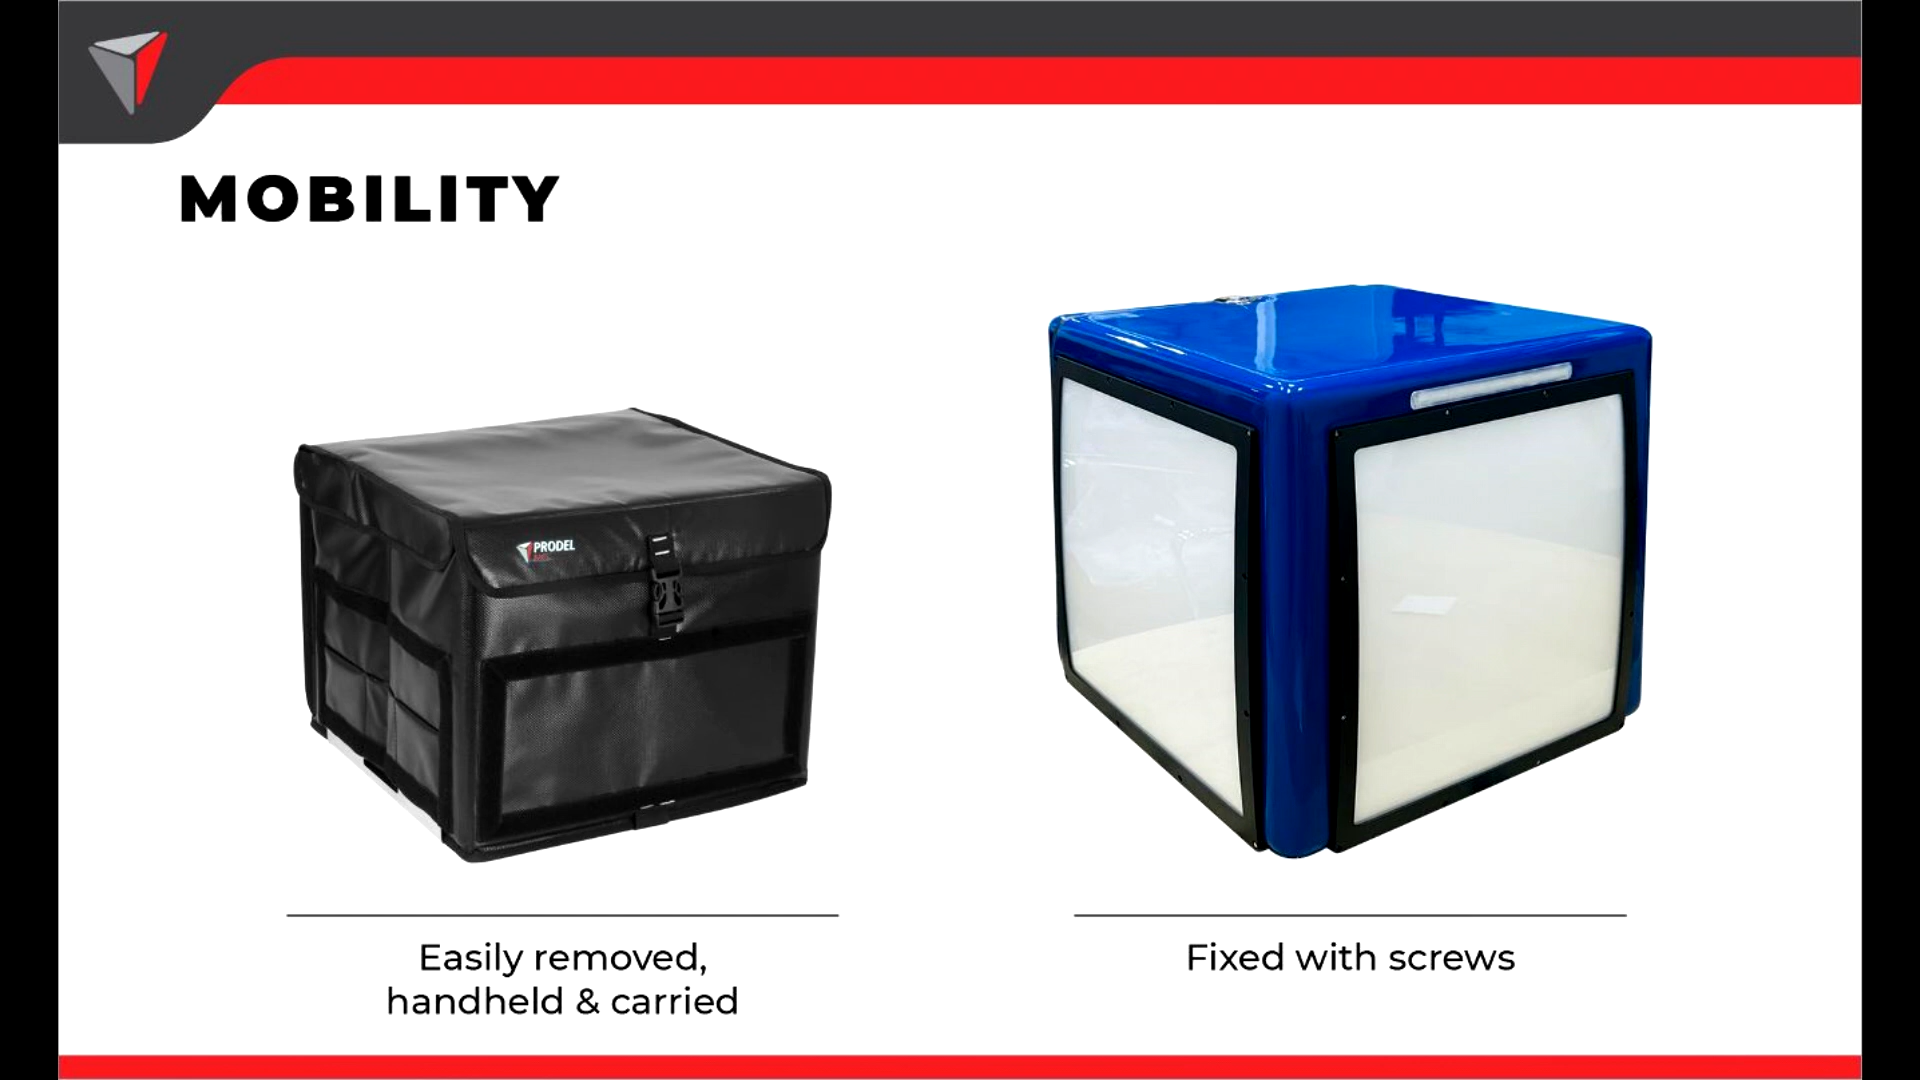 MOBILITY
PRODEL
Easily removed,
handheld & carried
Fixed with screws